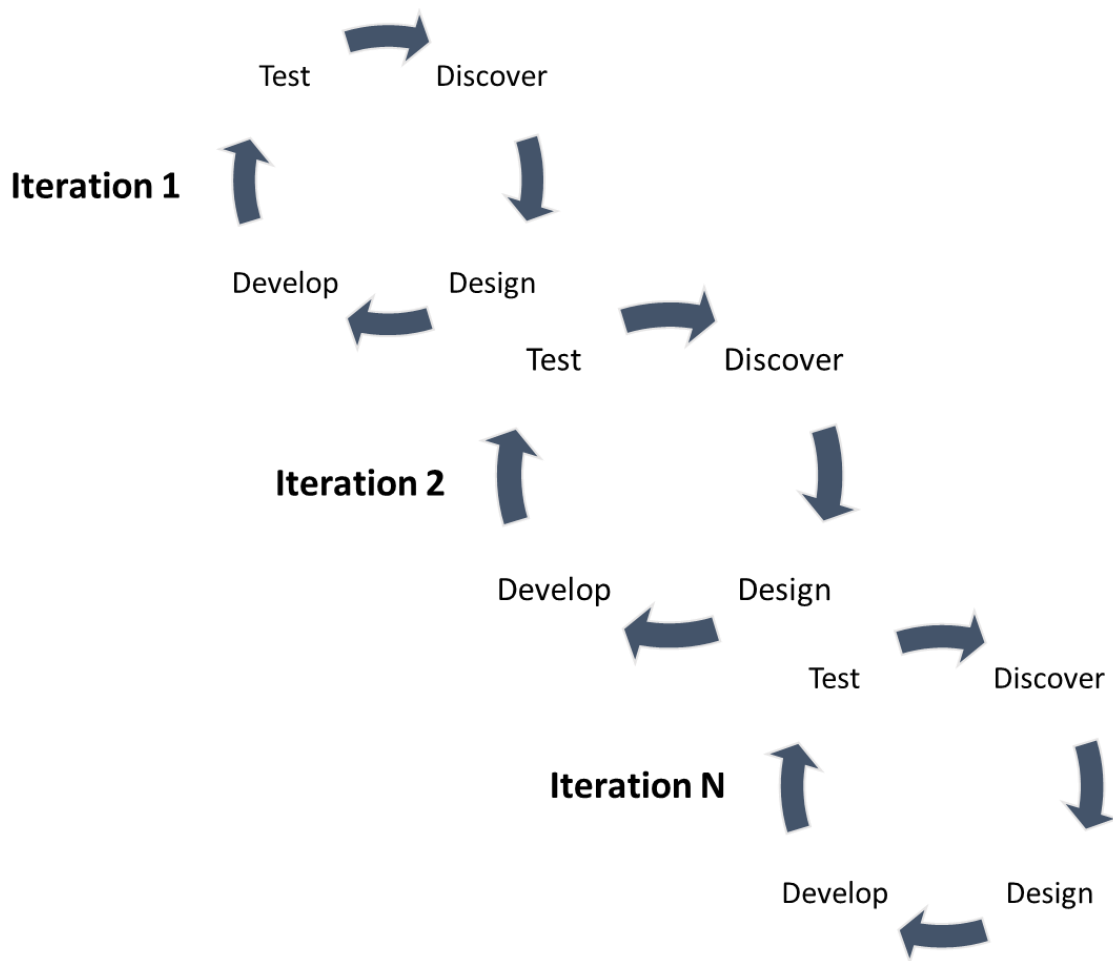 Test
Discover
Iteration 1
Develop
Design
Test
Discover
Iteration 2
Develop
Design
Test
Discover
Iteration N
Develop
Design